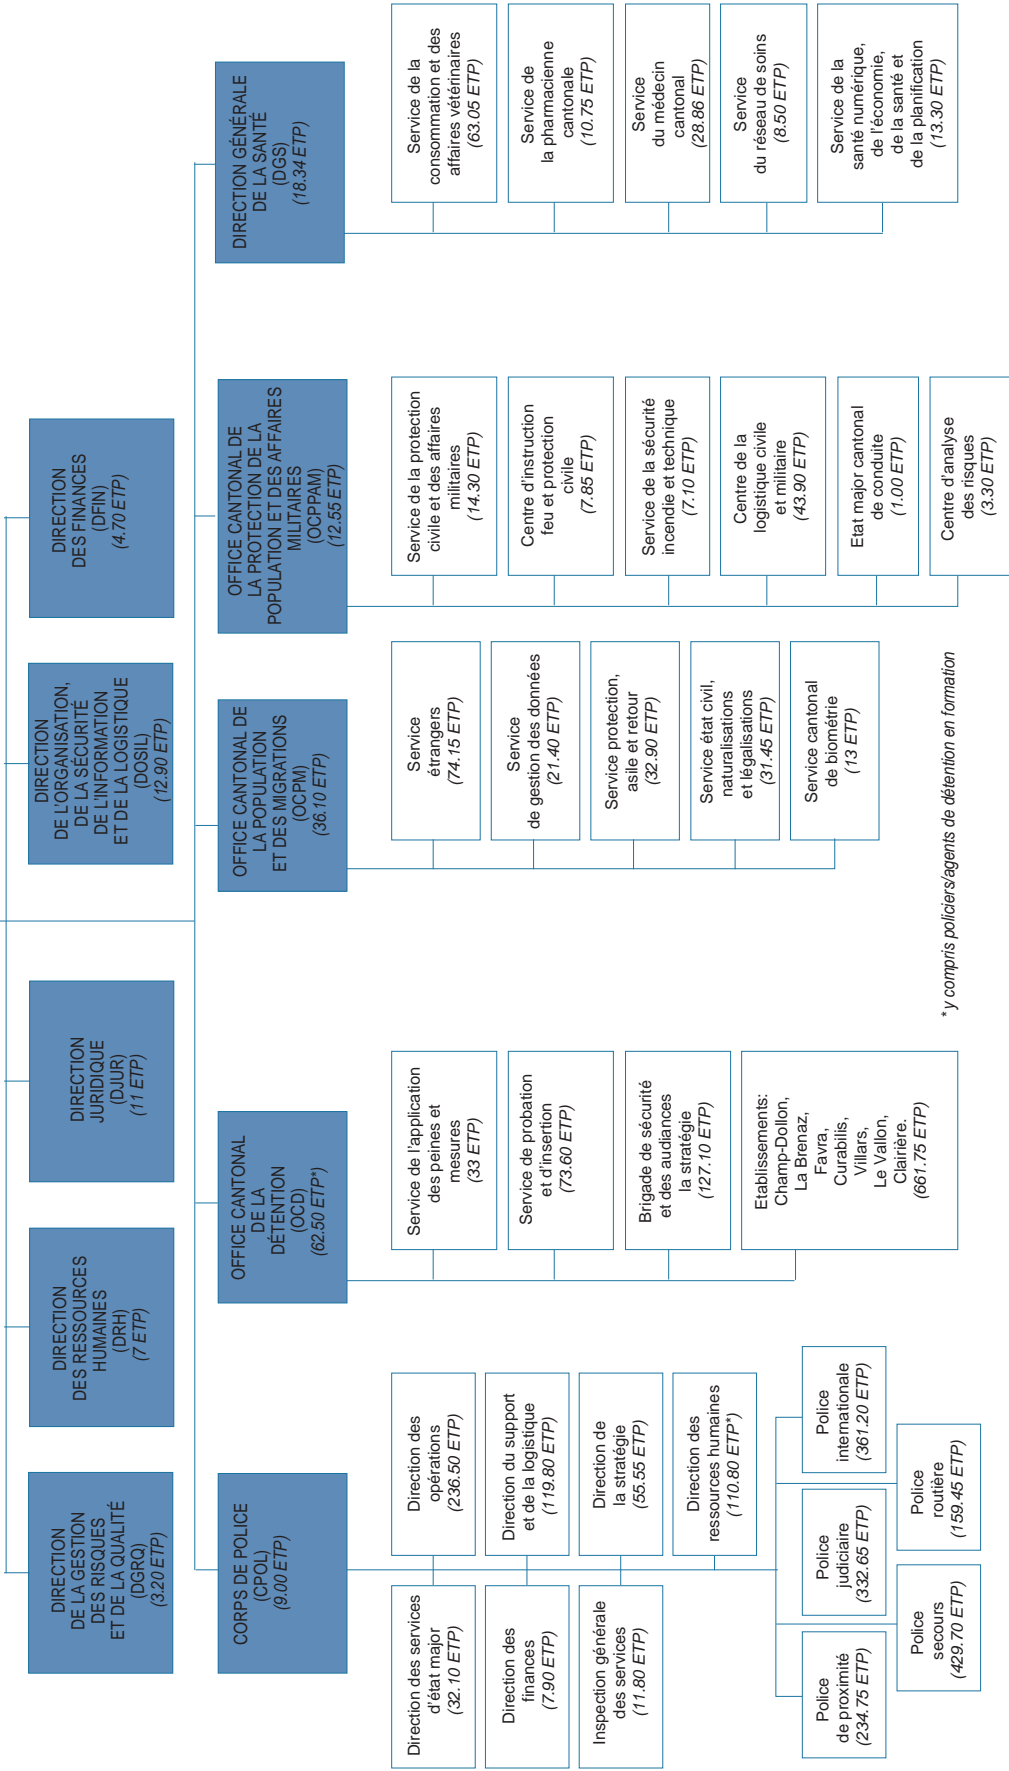 DIRECTION
DE LA GESTION
DES RISQUES
ET DE LA QUALITÉ
(DGRQ)
(3.20 ETP)
DIRECTION
DES RESSOURCES
HUMAINES
(DRH)
(7 ETP)
DIRECTION
JURIDIQUE
(DJUR)
(11 ETP)
DIRECTION
DE L'ORGANISATION,
DE LA SÉCURITÉ
DE L'INFORMATION
ET DE LA LOGISTIQUE
(DOSIL)
(12.90 ETP)
DIRECTION
DES FINANCES
(DFIN)
(4.70 ETP)
CORPS DE POLICE
(CPOL)
(9.00 ETP)
Direction des services
d'état major
(32.10 ETP)
Direction des
opérations
(236.50 ETP)
Direction des
finances
(7.90 ETP)
Direction du support
et de la logistique
(119.80 ETP)
Inspection générale
des services
(11.80 ETP)
Direction de
la stratégie
(55.55 ETP)
Direction des
ressources humaines
(110.80 ETP*)
Police
de proximité
(234.75 ETP)
Police
judiciaire
(332.65 ETP)
Police
internationale
(361.20 ETP)
Police
secours
(429.70 ETP)
Police
routière
(159.45 ETP)
OFFICE CANTONAL
DE LA
DÉTENTION
(OCD)
(62.50 ETP*)
Service de l'application
des peines et
mesures
(33 ETP)
Service de probation
et d'insertion
(73.60 ETP)
Brigade de sécurité
et des audiences
la stratégie
(127.10 ETP)
Etablissements:
Champ-Dollon,
La Brenaz,
Favra,
Curabilis,
Villars,
Le Vallon,
Clairière.
(661.75 ETP)
OFFICE CANTONAL DE
LA POPULATION
ET DES MIGRATIONS
(OCPM)
(36.10 ETP)
Service
étrangers
(74.15 ETP)
Service
de gestion des données
(21.40 ETP)
Service protection,
asile et retour
(32.90 ETP)
Service état civil,
naturalisations
et légalisations
(31.45 ETP)
Service cantonal
de biométrie
(13 ETP)
OFFICE CANTONAL DE
LA PROTECTION DE LA
POPULATION ET DES AFFAIRES
MILITAIRES
(OCPPAM)
(12.55 ETP)
Service de la protection
civile et des affaires
militaires
(14.30 ETP)
Centre d'instruction
feu et protection
civile
(7.85 ETP)
Service de la sécurité
incendie et technique
(7.10 ETP)
Centre de la
logistique civile
et militaire
(43.90 ETP)
Etat major cantonal
de conduite
(1.00 ETP)
Centre d'analyse
des risques
(3.30 ETP)
DIRECTION GÉNÉRALE
DE LA SANTÉ
(DGS)
(18.34 ETP)
Service de la
consommation et des
affaires vétérinaires
(63.05 ETP)
Service de
la pharmacienne
cantonale
(10.75 ETP)
Service
du médecin
cantonal
(28.86 ETP)
Service
du réseau de soins
(8.50 ETP)
Service de la
santé numérique,
de l'économie,
de la santé et
de la planification
(13.30 ETP)
* y compris policiers/agents de détention en formation